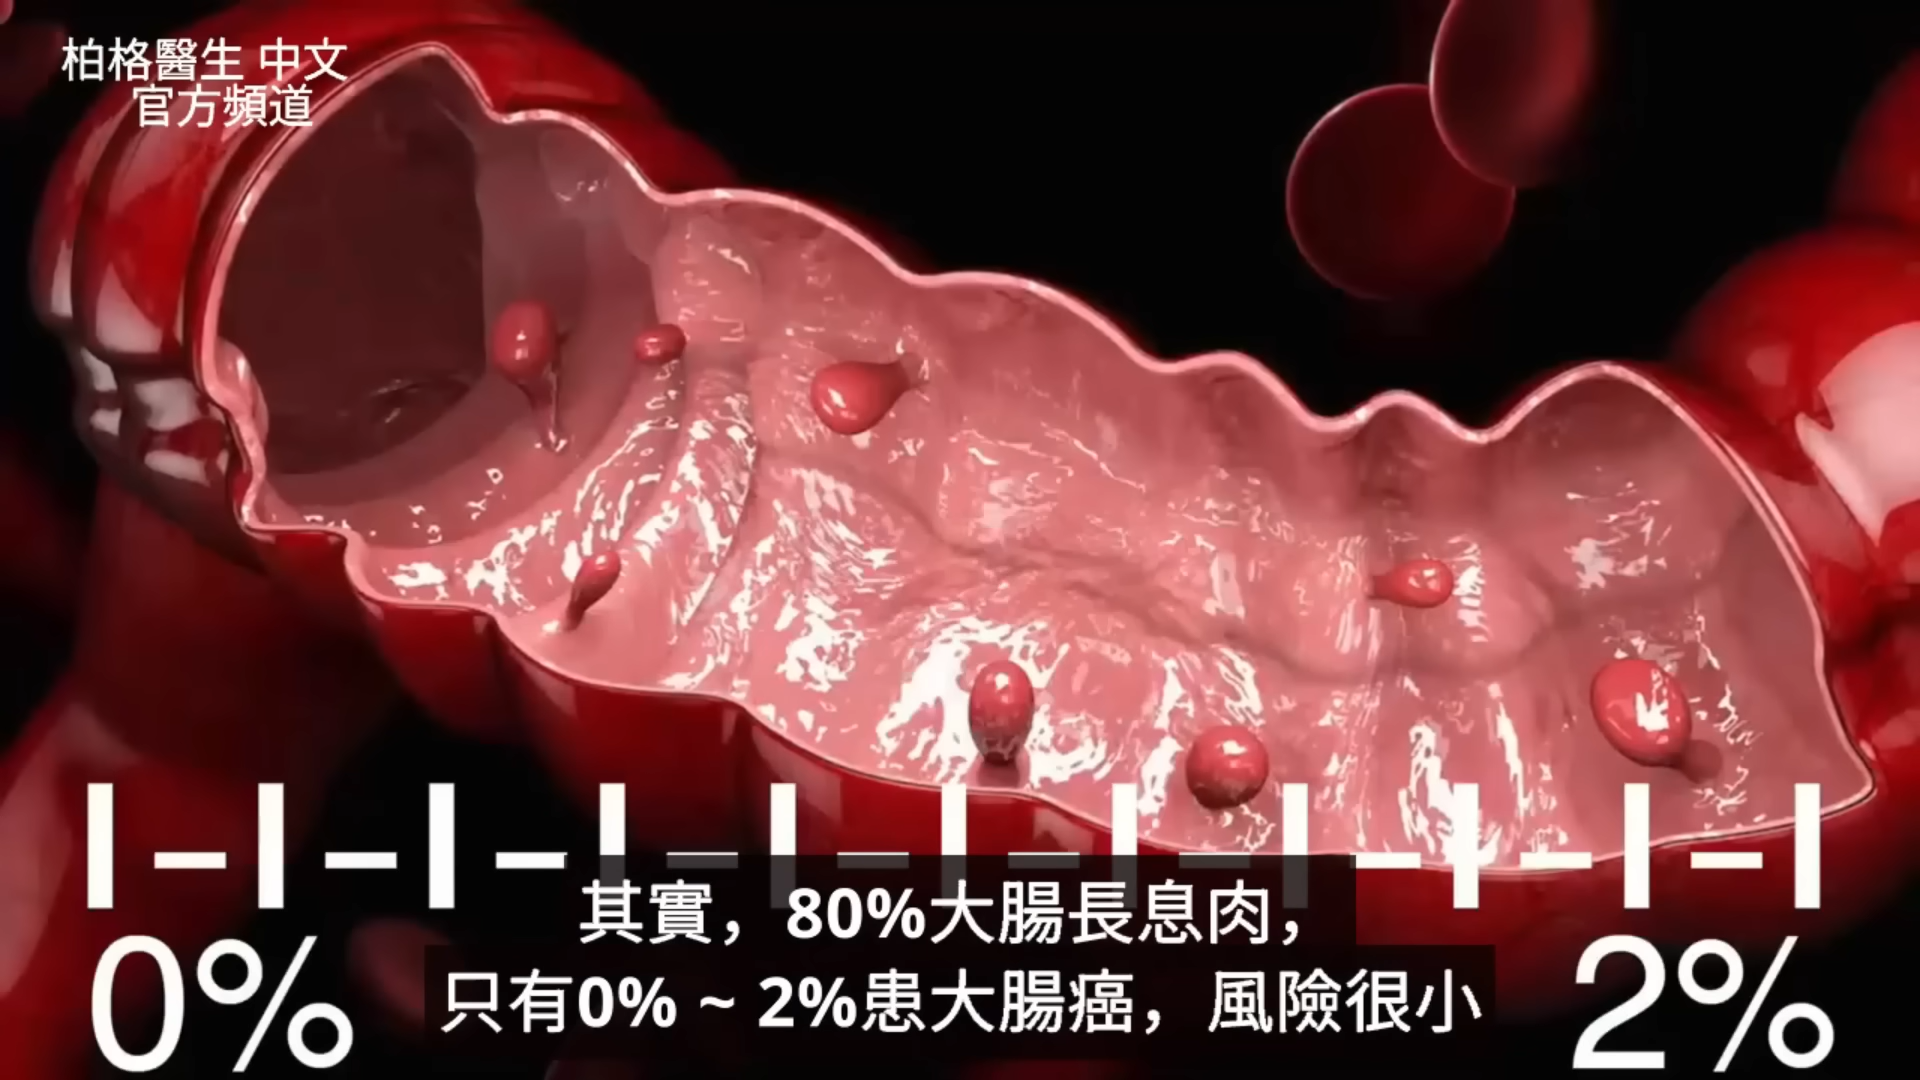 柏格醫生 中文
官方頻道
其實，80%大腸長息肉，
只有0% ~ 2%患大腸癌，風險很小
0%
2%